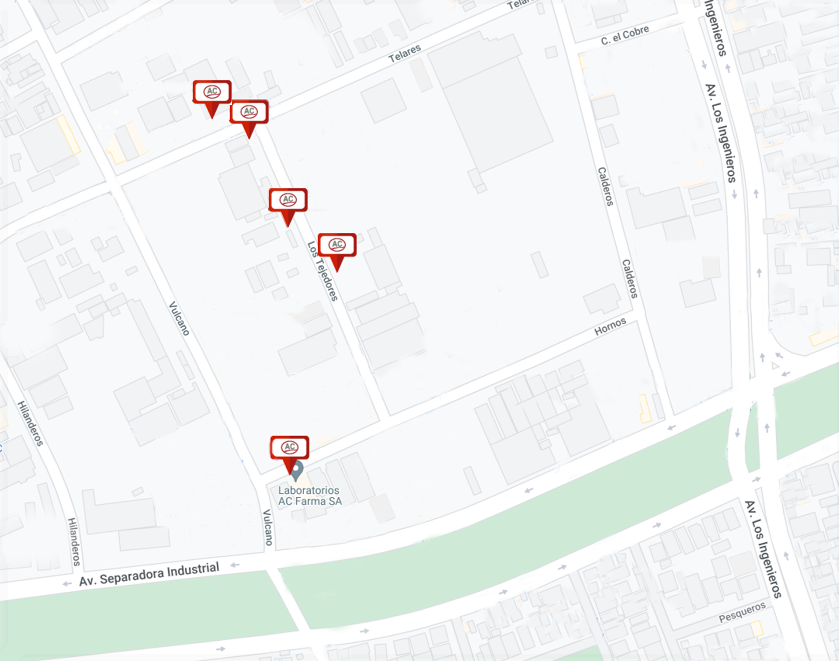 Telares
C. el Cobre
Ingenieros
Telares
AC
AC
Av. Los Ingenieros
Calderos
AC
AC
Los Tejedores
Calderos
Vulcano
Hornos
Hilanderos
AC
Laboratorios
AC Farma SA
Vulcano
Hilanderos
Av. Los Ingenieros
Av. Separadora Industrial
Pesqueros